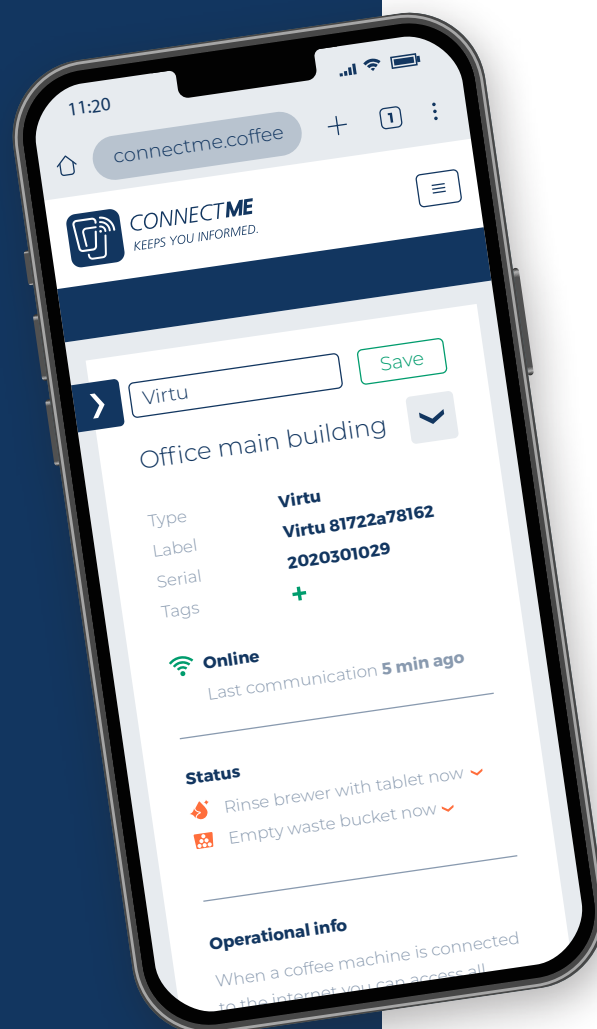 11:20
connectme.coffee
1
CONNECTME
KEEPS YOU INFORMED.
Virtu
Save
Office main building
Type Virtu
Label Virtu 81722a78162
Serial 2020301029
Tags +
Online
Last communication 5 min ago
Status
Rinse brewer with tablet now
Empty waste bucket now
Operational info
When a coffee machine is connected
to the internet you can access all